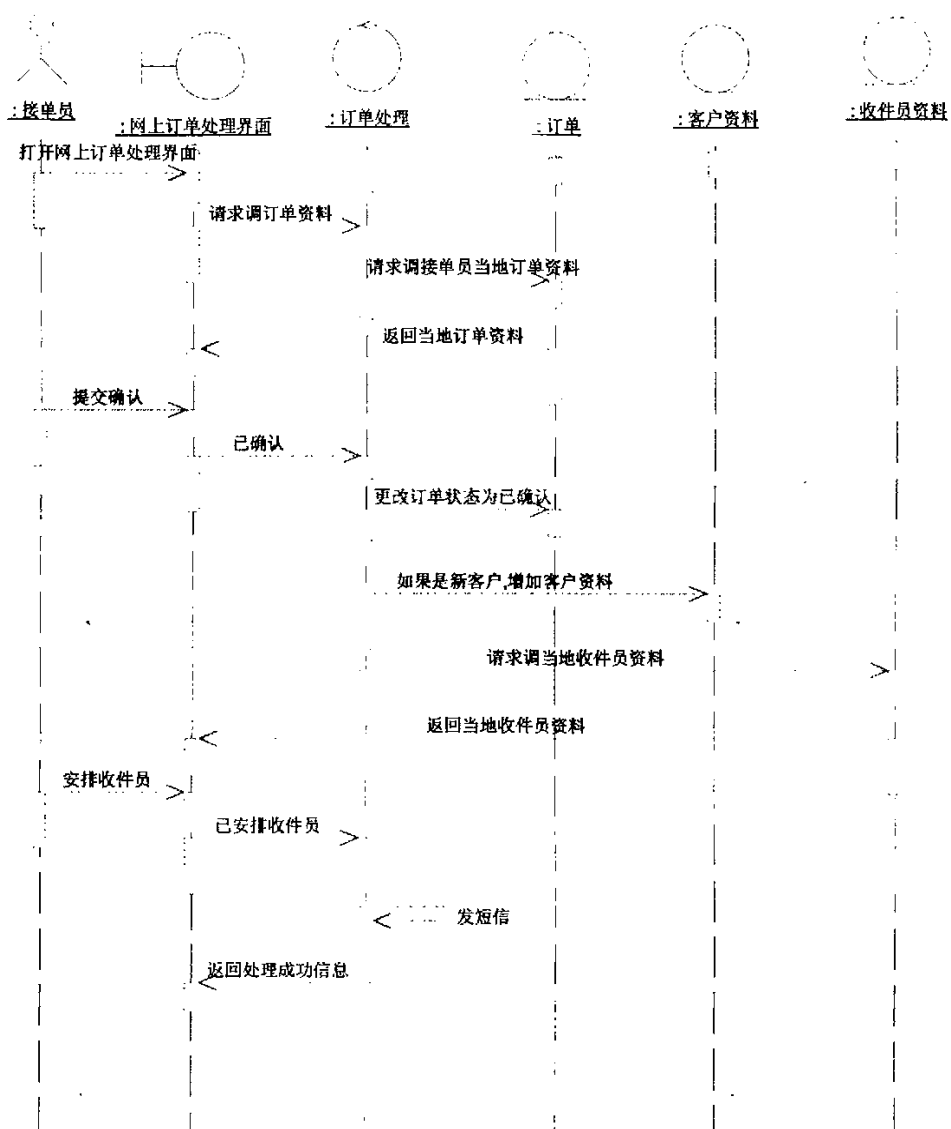 :接单员
:网上订单处理界面
:订单处理
:订单
:客户资料
:收件员资料
打开网上订单处理界面
请求调订单资料
请求调接单员当地订单资料
返回当地订单资料
提交确认
已确认
更改订单状态为已确认
如果是新客户,增加客户资料
请求调当地收件员资料
返回当地收件员资料
安排收件员
已安排收件员
发短信
返回处理成功信息